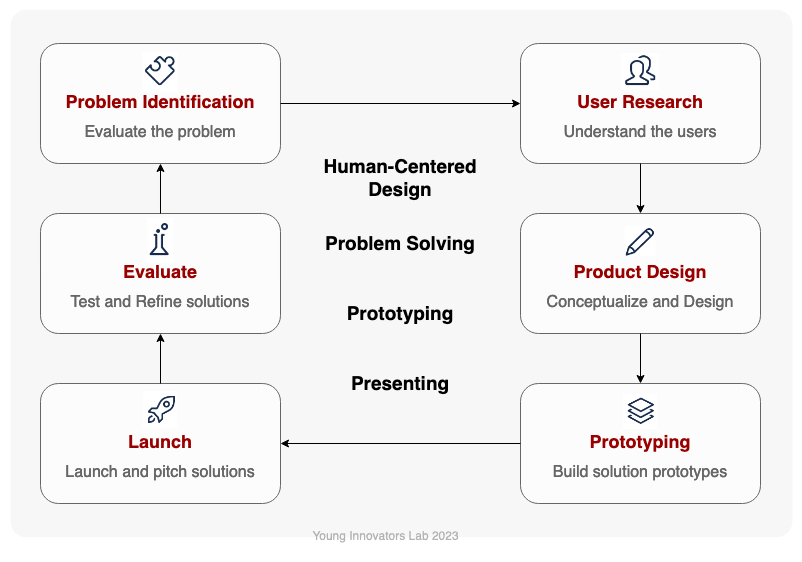 Problem Identification
Evaluate the problem
User Research
Understand the users
Human-Centered
Design
Evaluate
Test and Refine solutions
Problem Solving
Product Design
Conceptualize and Design
Prototyping
Presenting
Launch
Launch and pitch solutions
Prototyping
Build solution prototypes
Young Innovators Lab 2023